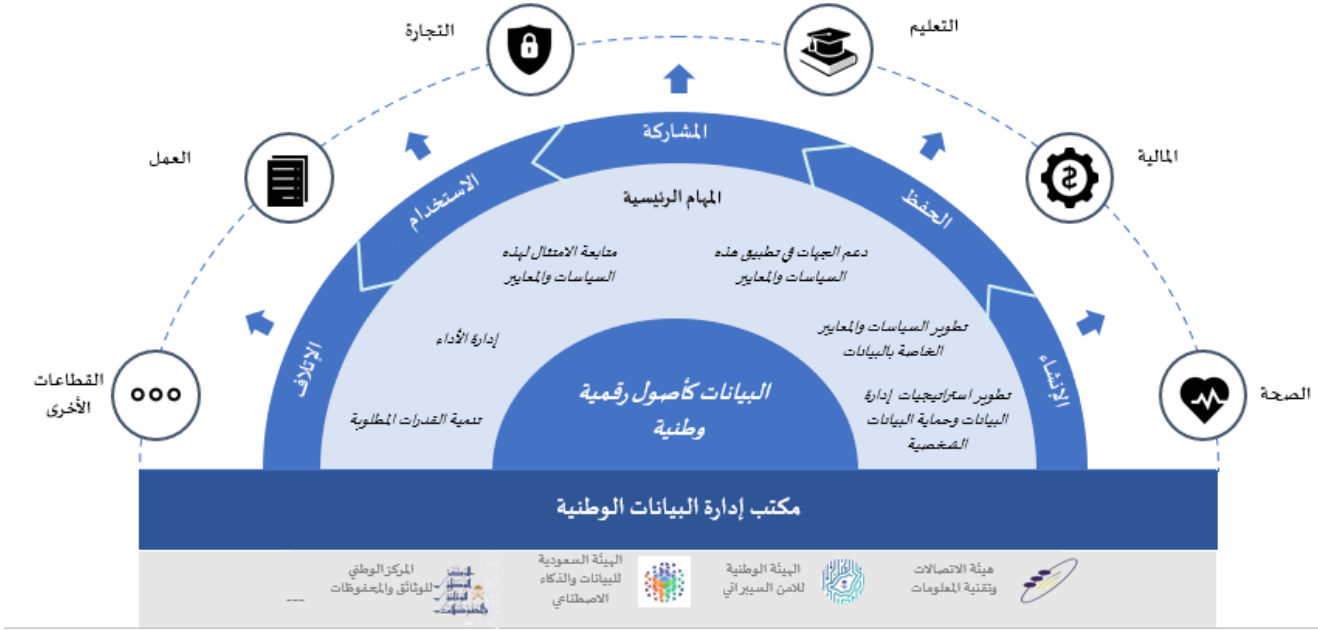 التعليم
التجارة
المالية
العمل
الصحة
القطاعات
الأخرى
الإنشاء
الحفظ
المشاركة
الاستخدام
الإتلاف
المهام الرئيسية
دعم الجهات في تطبيق هذه
السياسات والمعايير
متابعة الامتثال لهذه
السياسات والمعايير
تطوير السياسات والمعايير
الخاصة بالبيانات
إدارة الأداء
تطوير استراتيجيات إدارة
البيانات وحماية البيانات
الشخصية
تنمية القدرات المطلوبة
البيانات كأصول رقمية
وطنية
مكتب إدارة البيانات الوطنية
هيئة الاتصالات
وتقنية المعلومات
الهيئة الوطنية
للامن السيبراني
الهيئة السعودية
للبيانات والذكاء
الاصطناعي
المركز الوطني
للوثائق والمحفوظات